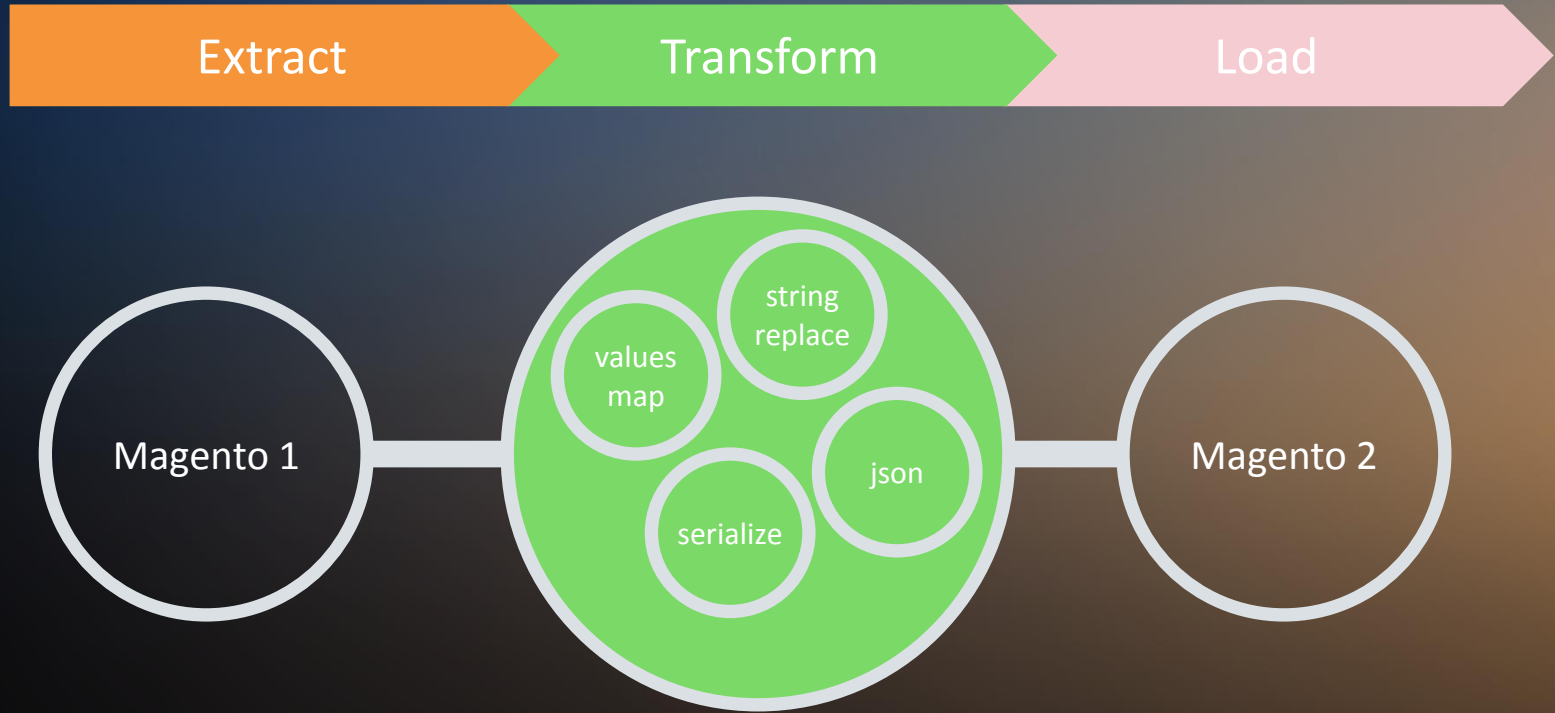 Extract
Transform
Load
Magento 1
values
map
string
replace
serialize
json
Magento 2